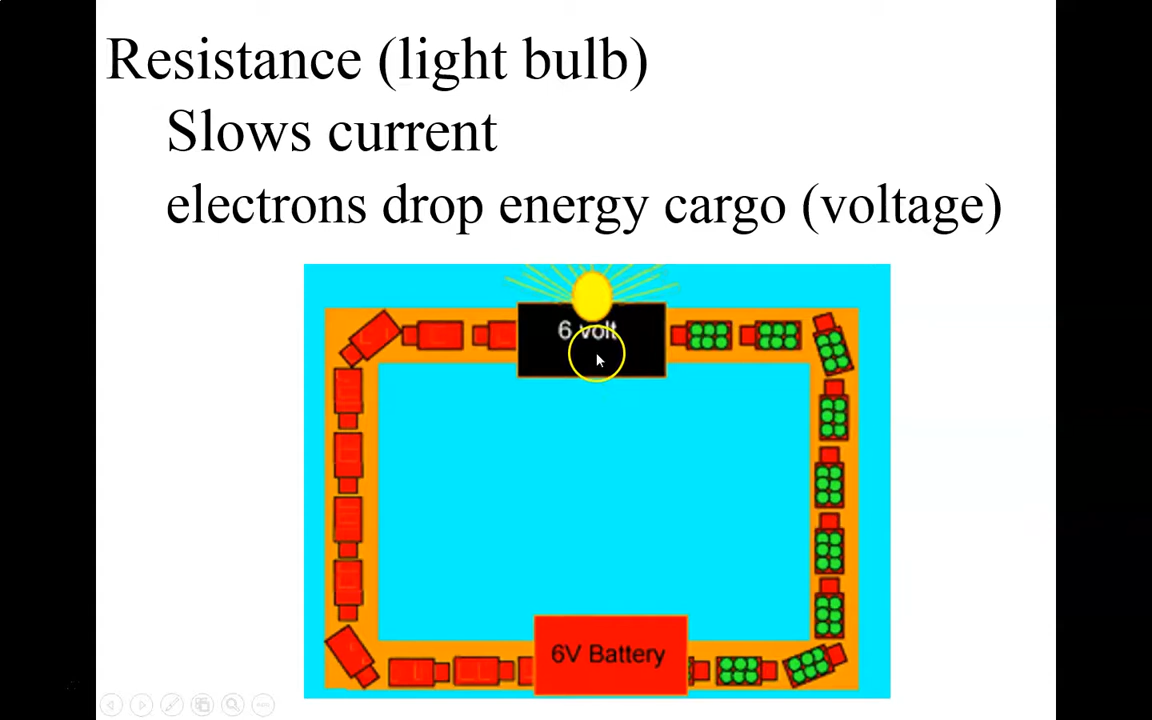 Resistance (light bulb)
Slows current
electrons drop energy cargo (voltage)
6 volt
6V Battery